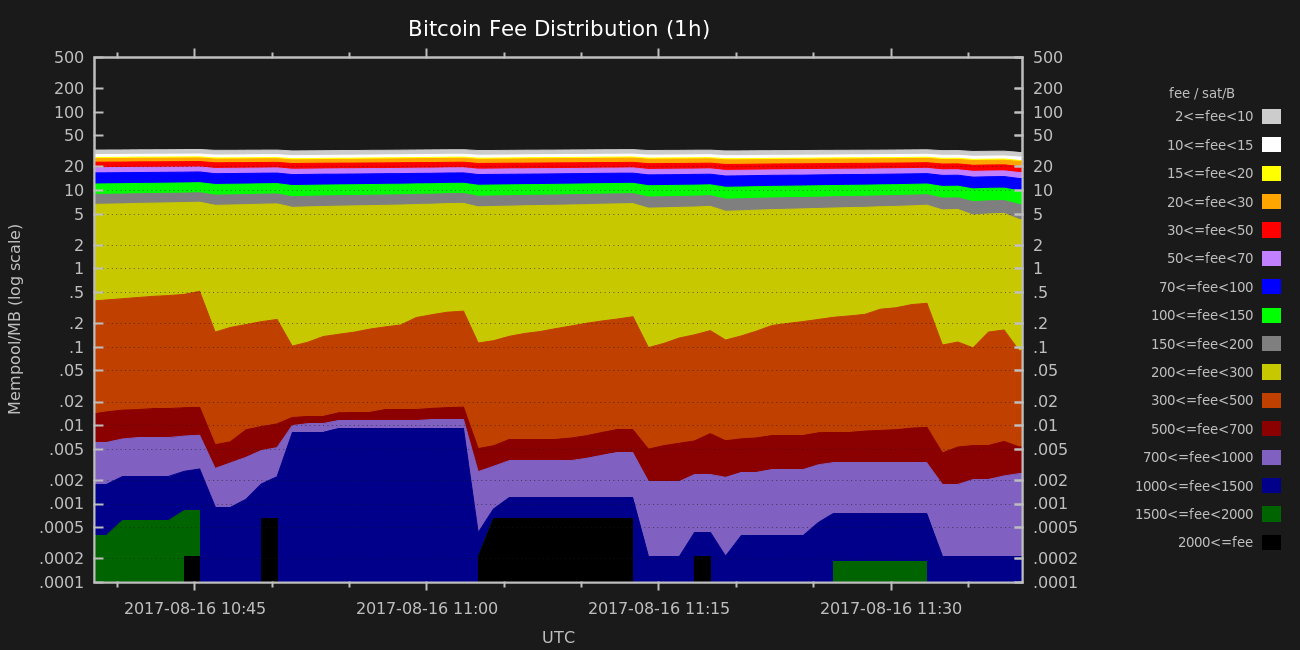 Bitcoin Fee Distribution (1h)
500
200
100
50
20
10
5
2
1
.5
.2
.1
.05
.02
.01
.005
.002
.001
.0005
.0002
.0001
Mempool/MB (log scale)
500
200
100
50
20
10
5
2
1
.5
.2
.1
.05
.02
.01
.005
.002
.001
.0005
.0002
.0001
2017-08-16 10:45 2017-08-16 11:00 2017-08-16 11:15 2017-08-16 11:30
UTC
fee / sat/B
2<=fee<10
10<=fee<15
15<=fee<20
20<=fee<30
30<=fee<50
50<=fee<70
70<=fee<100
100<=fee<150
150<=fee<200
200<=fee<300
300<=fee<500
500<=fee<700
700<=fee<1000
1000<=fee<1500
1500<=fee<2000
2000<=fee